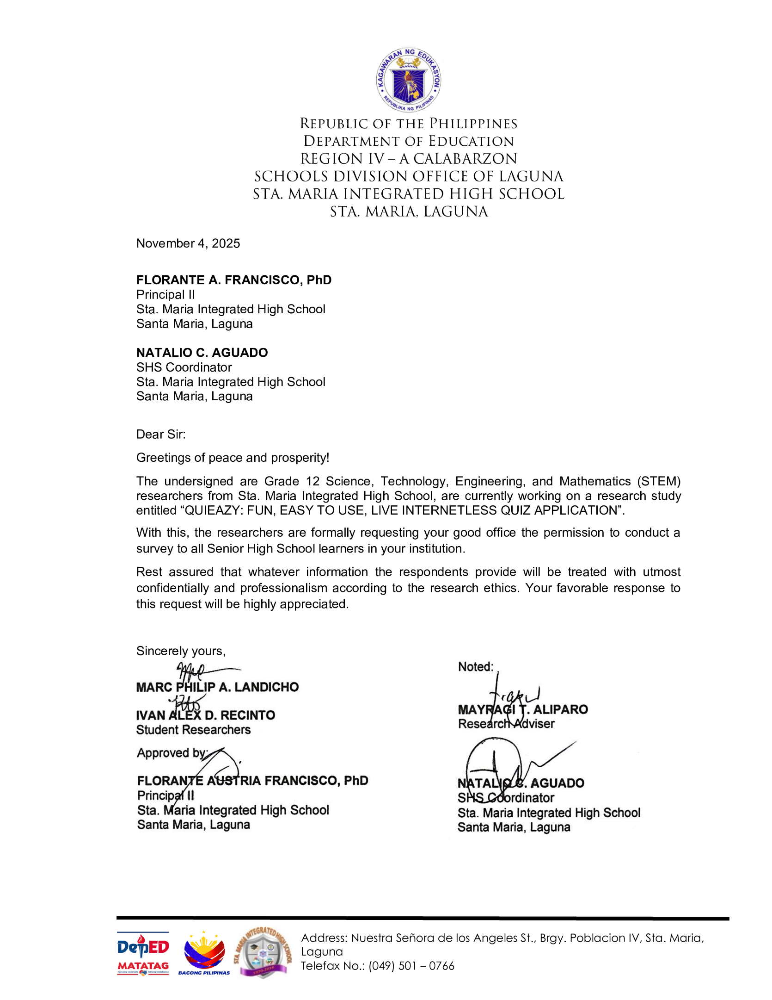 KAGAWARAN NG EDUKASYON
REPUBLIKA NG PILIPINAS
REPUBLIC OF THE PHILIPPINES
DEPARTMENT OF EDUCATION
REGION IV – A CALABARZON
SCHOOLS DIVISION OFFICE OF LAGUNA
STA. MARIA INTEGRATED HIGH SCHOOL
STA. MARIA, LAGUNA
November 4, 2025
FLORANTE A. FRANCISCO, PhD
Principal II
Sta. Maria Integrated High School
Santa Maria, Laguna
NATALIO C. AGUADO
SHS Coordinator
Sta. Maria Integrated High School
Santa Maria, Laguna
Dear Sir:
Greetings of peace and prosperity!
The undersigned are Grade 12 Science, Technology, Engineering, and Mathematics (STEM)
researchers from Sta. Maria Integrated High School, are currently working on a research study
entitled “QUIEAZY: FUN, EASY TO USE, LIVE INTERNETLESS QUIZ APPLICATION”.
With this, the researchers are formally requesting your good office the permission to conduct a
survey to all Senior High School learners in your institution.
Rest assured that whatever information the respondents provide will be treated with utmost
confidentially and professionalism according to the research ethics. Your favorable response to
this request will be highly appreciated.
Sincerely yours,
MARC PHILIP A. LANDICHO
IVAN ALEX D. RECINTO
Student Researchers
Noted:
MAYRAGI T. ALIPARO
Research Adviser
Approved by:
FLORANTE AUSTRIA FRANCISCO, PhD
Principal II
Sta. Maria Integrated High School
Santa Maria, Laguna
NATALIO C. AGUADO
SHS Coordinator
Sta. Maria Integrated High School
Santa Maria, Laguna
DepED
MATATAG
BAGONG PILIPINAS
STA. MARIA INTEGRATED HIGH SCHOOL
1970-2016
Address: Nuestra Señora de los Angeles St., Brgy. Poblacion IV, Sta. Maria,
Laguna
Telefax No.: (049) 501 – 0766